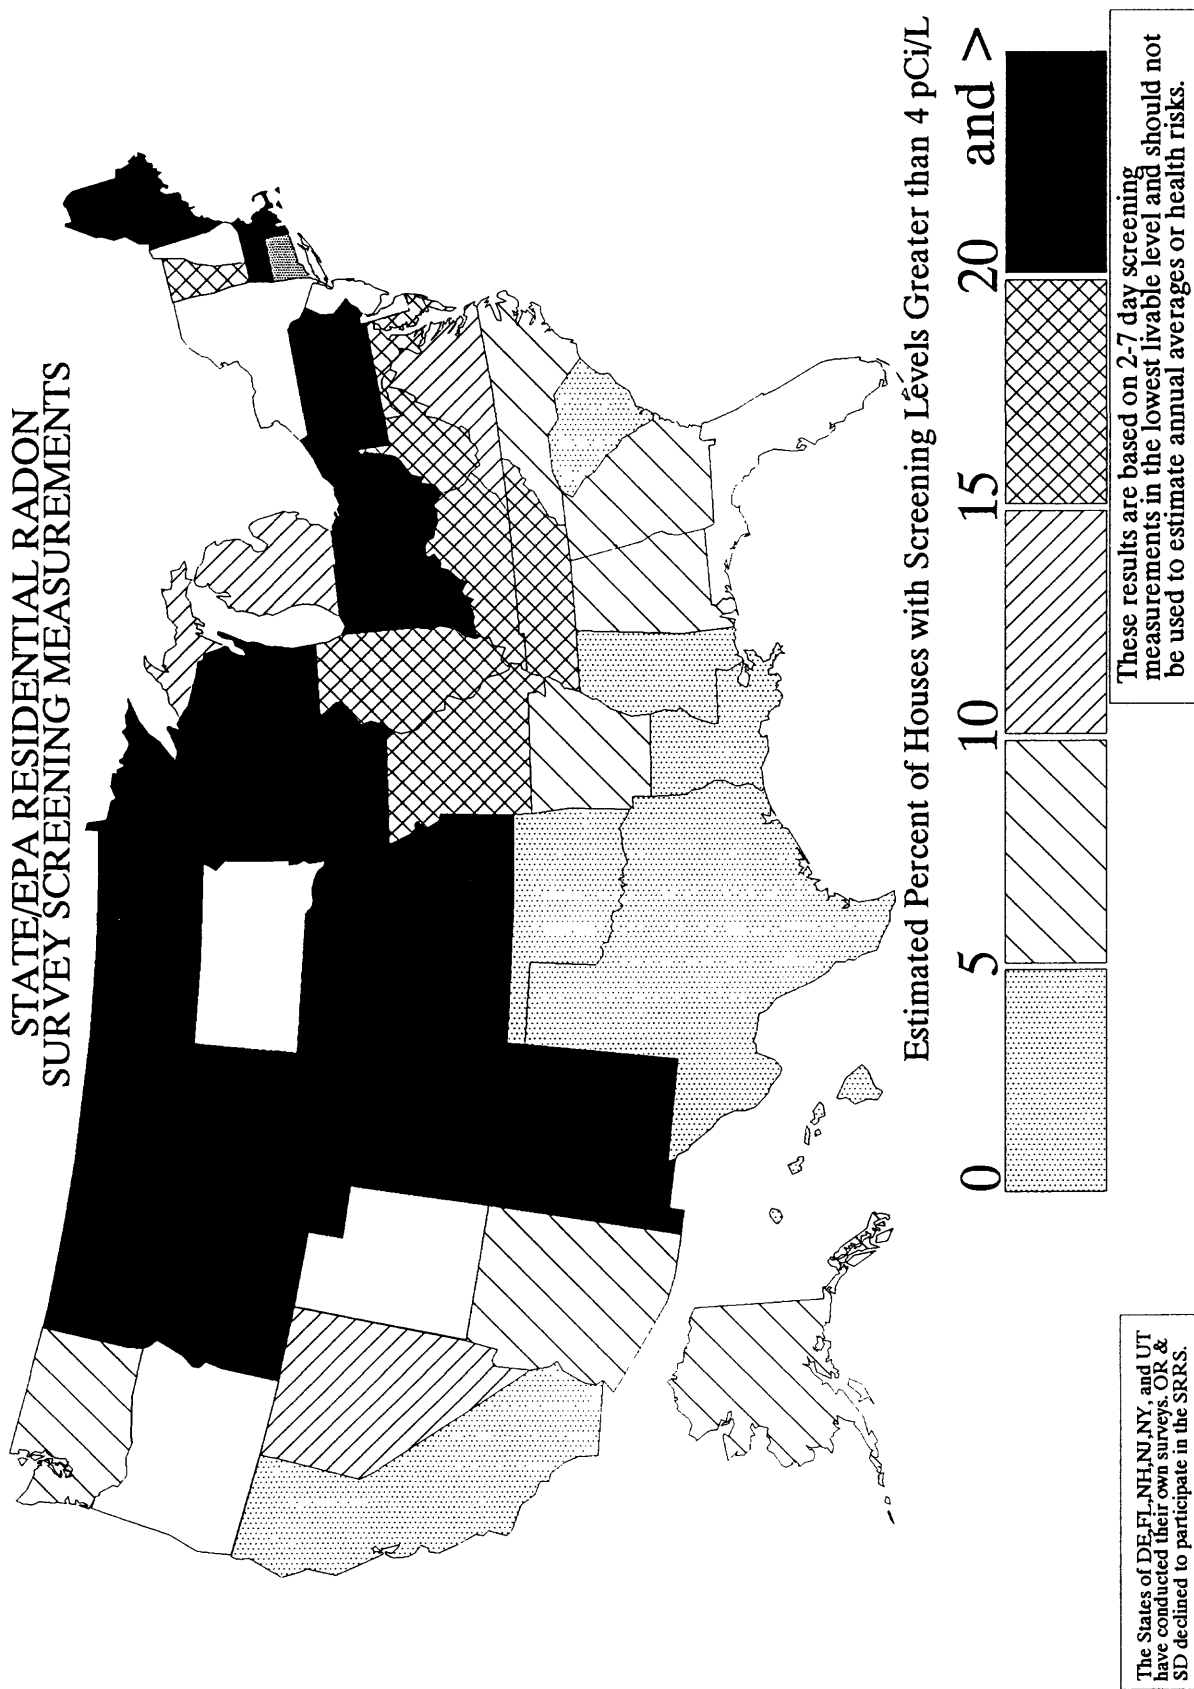 STATE/EPA RESIDENTIAL RADON
SURVEY SCREENING MEASUREMENTS
Estimated Percent of Houses with Screening Levels Greater than 4 pCi/L
0 5 10 15 20 and >
The States of DE,FL,NH,NJ,NY, and UT
have conducted their own surveys. OR &
SD declined to participate in the SRRS.
These results are based on 2-7 day screening
measurements in the lowest livable level and should not
be used to estimate annual averages or health risks.